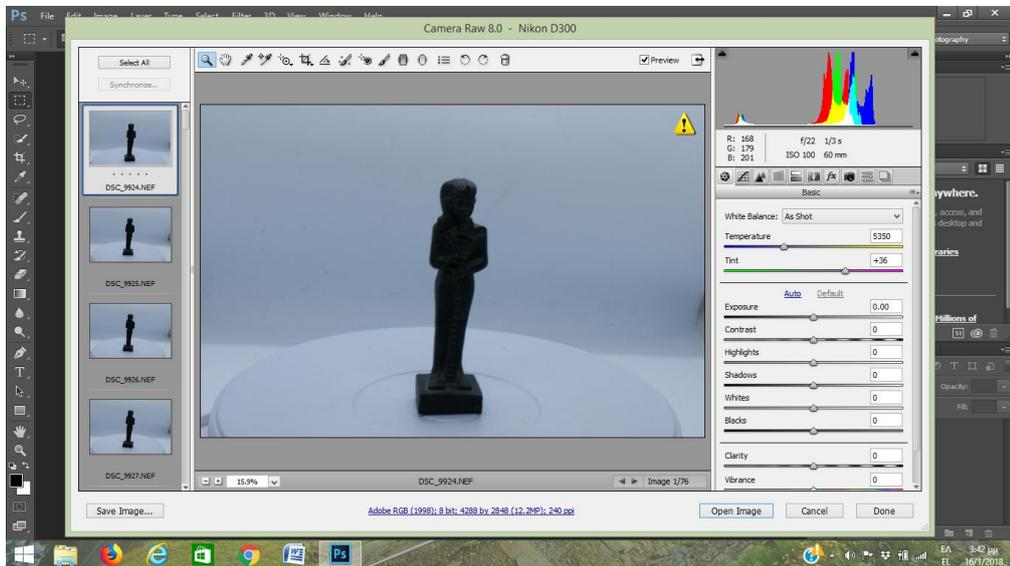 Ps File Edit Image Layer Type Select Filter 3D View Window Help
Camera Raw 8.0 - Nikon D300
Select All
Synchronize...
Preview
DSC_9924.NEF
DSC_9925.NEF
DSC_9926.NEF
DSC_9927.NEF
R: 168
G: 179
B: 201
f/22 1/3 s
ISO 100 60 mm
fx
Basic
White Balance: As Shot
Temperature 5350
Tint +36
Auto Default
Exposure 0.00
Contrast 0
Highlights 0
Shadows 0
Whites 0
Blacks 0
Clarity 0
Vibrance 0
15.9% DSC_9924.NEF Image 1/76
Save Image... Adobe RGB (1998); 8 bit; 4288 by 2848 (12.2MP); 240 ppi Open Image Cancel Done
otography
ywhere.
, access, and
desktop and
raries
Millions of
St
Opacity:
Fill:
Ps
ΕΛ 3:42 μμ
EL 16/1/2018